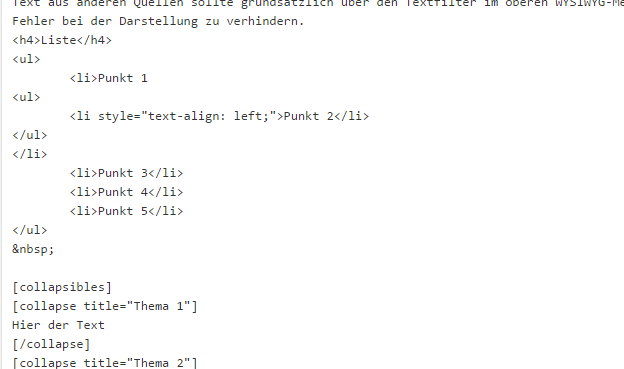 Text aus anderen Quellen sollte grundsätzlich über den Textfilter im oberen WYSIWYG-Me
Fehler bei der Darstellung zu verhindern.
<h4>Liste</h4>
<ul>
	<li>Punkt 1
<ul>
	<li style="text-align: left;">Punkt 2</li>
</ul>
</li>
	<li>Punkt 3</li>
	<li>Punkt 4</li>
	<li>Punkt 5</li>
</ul>
&nbsp;

[collapsibles]
[collapse title="Thema 1"]
Hier der Text
[/collapse]
[collapse title="Thema 2"]